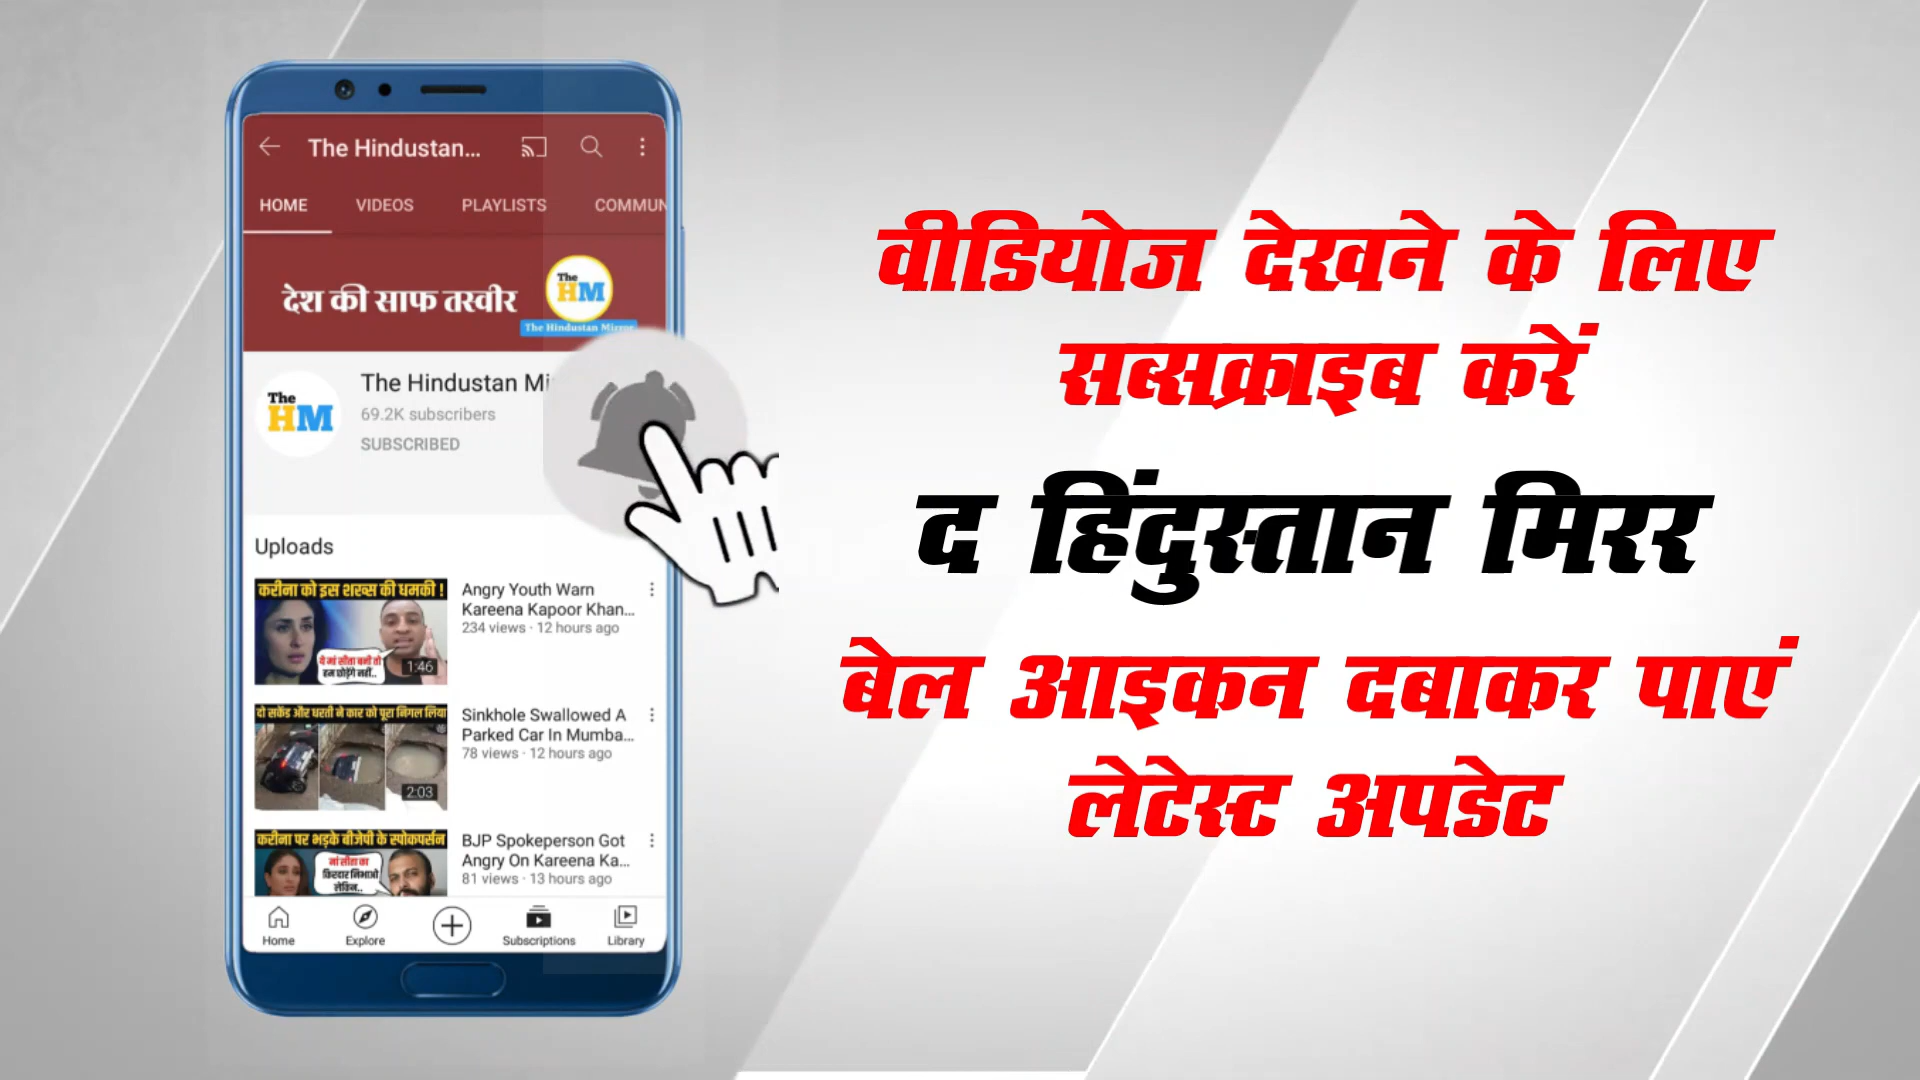 The Hindustan...
HOME VIDEOS PLAYLISTS COMMUN
देश की साफ तस्वीर
The
HM
The Hindustan Mirror
The
HM
The Hindustan Mi
69.2K subscribers
SUBSCRIBED
Uploads
करीना को इस शख्स की धमकी !
ये मां सीता बनी तो
हम छोड़ेंगे नहीं..
1:46
Angry Youth Warn
Kareena Kapoor Khan...
234 views · 12 hours ago
दो सकेंड और धरती ने कार को पूरा निगल लिया
2:03
Sinkhole Swallowed A
Parked Car In Mumba...
78 views · 12 hours ago
करीना पर भड़के बीजेपी के स्पोकपर्सन
मां सीता का
किरदार निभाओ
लेकिन..
BJP Spokeperson Got
Angry On Kareena Ka...
81 views · 13 hours ago
Home Explore Subscriptions Library
वीडियोज देखने के लिए
सब्सक्राइब करें
द हिंदुस्तान मिरर
बेल आइकन दबाकर पाएं
लेटेस्ट अपडेट